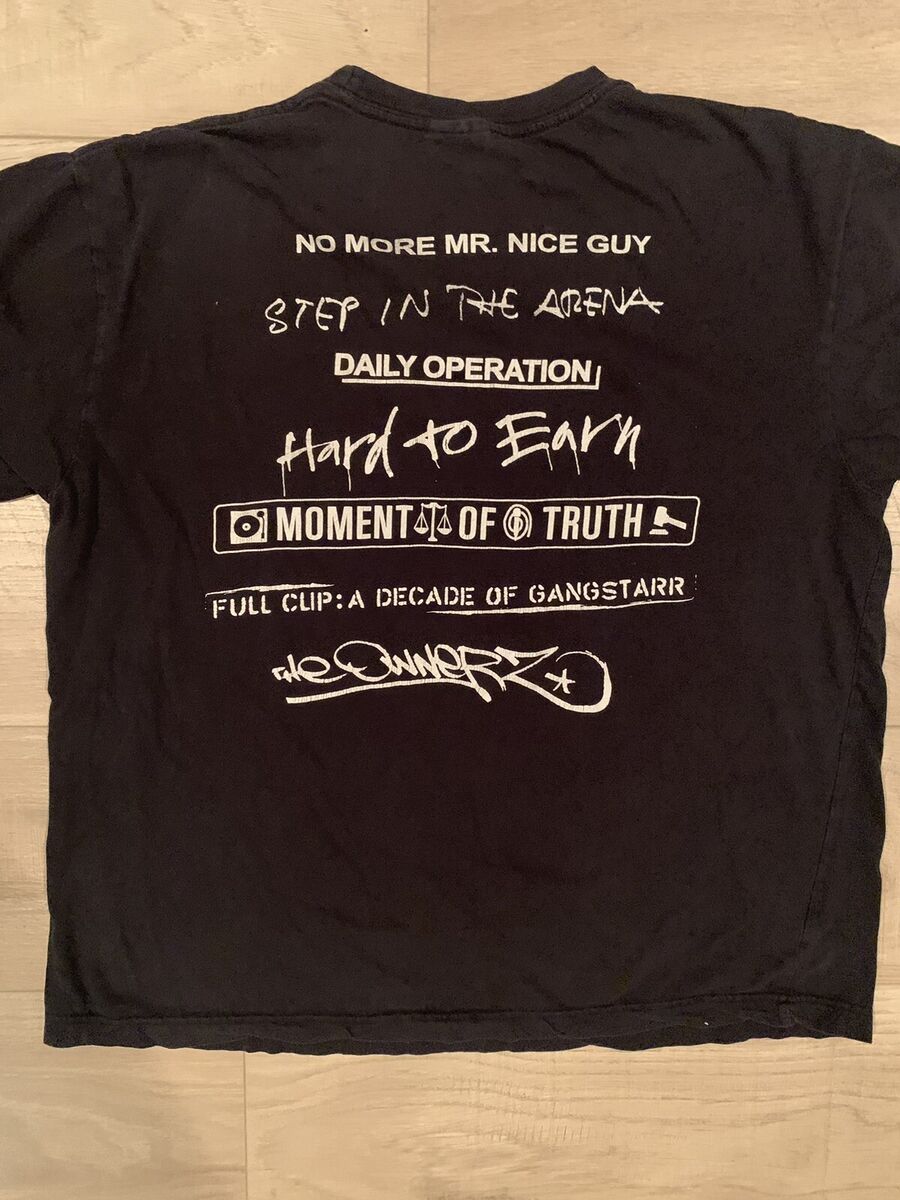 NO MORE MR. NICE GUY
STEP IN THE ARENA
DAILY OPERATION
Hard to Earn
MOMENT OF TRUTH
FULL CLIP: A DECADE OF GANGSTARR
THE OWNERZ